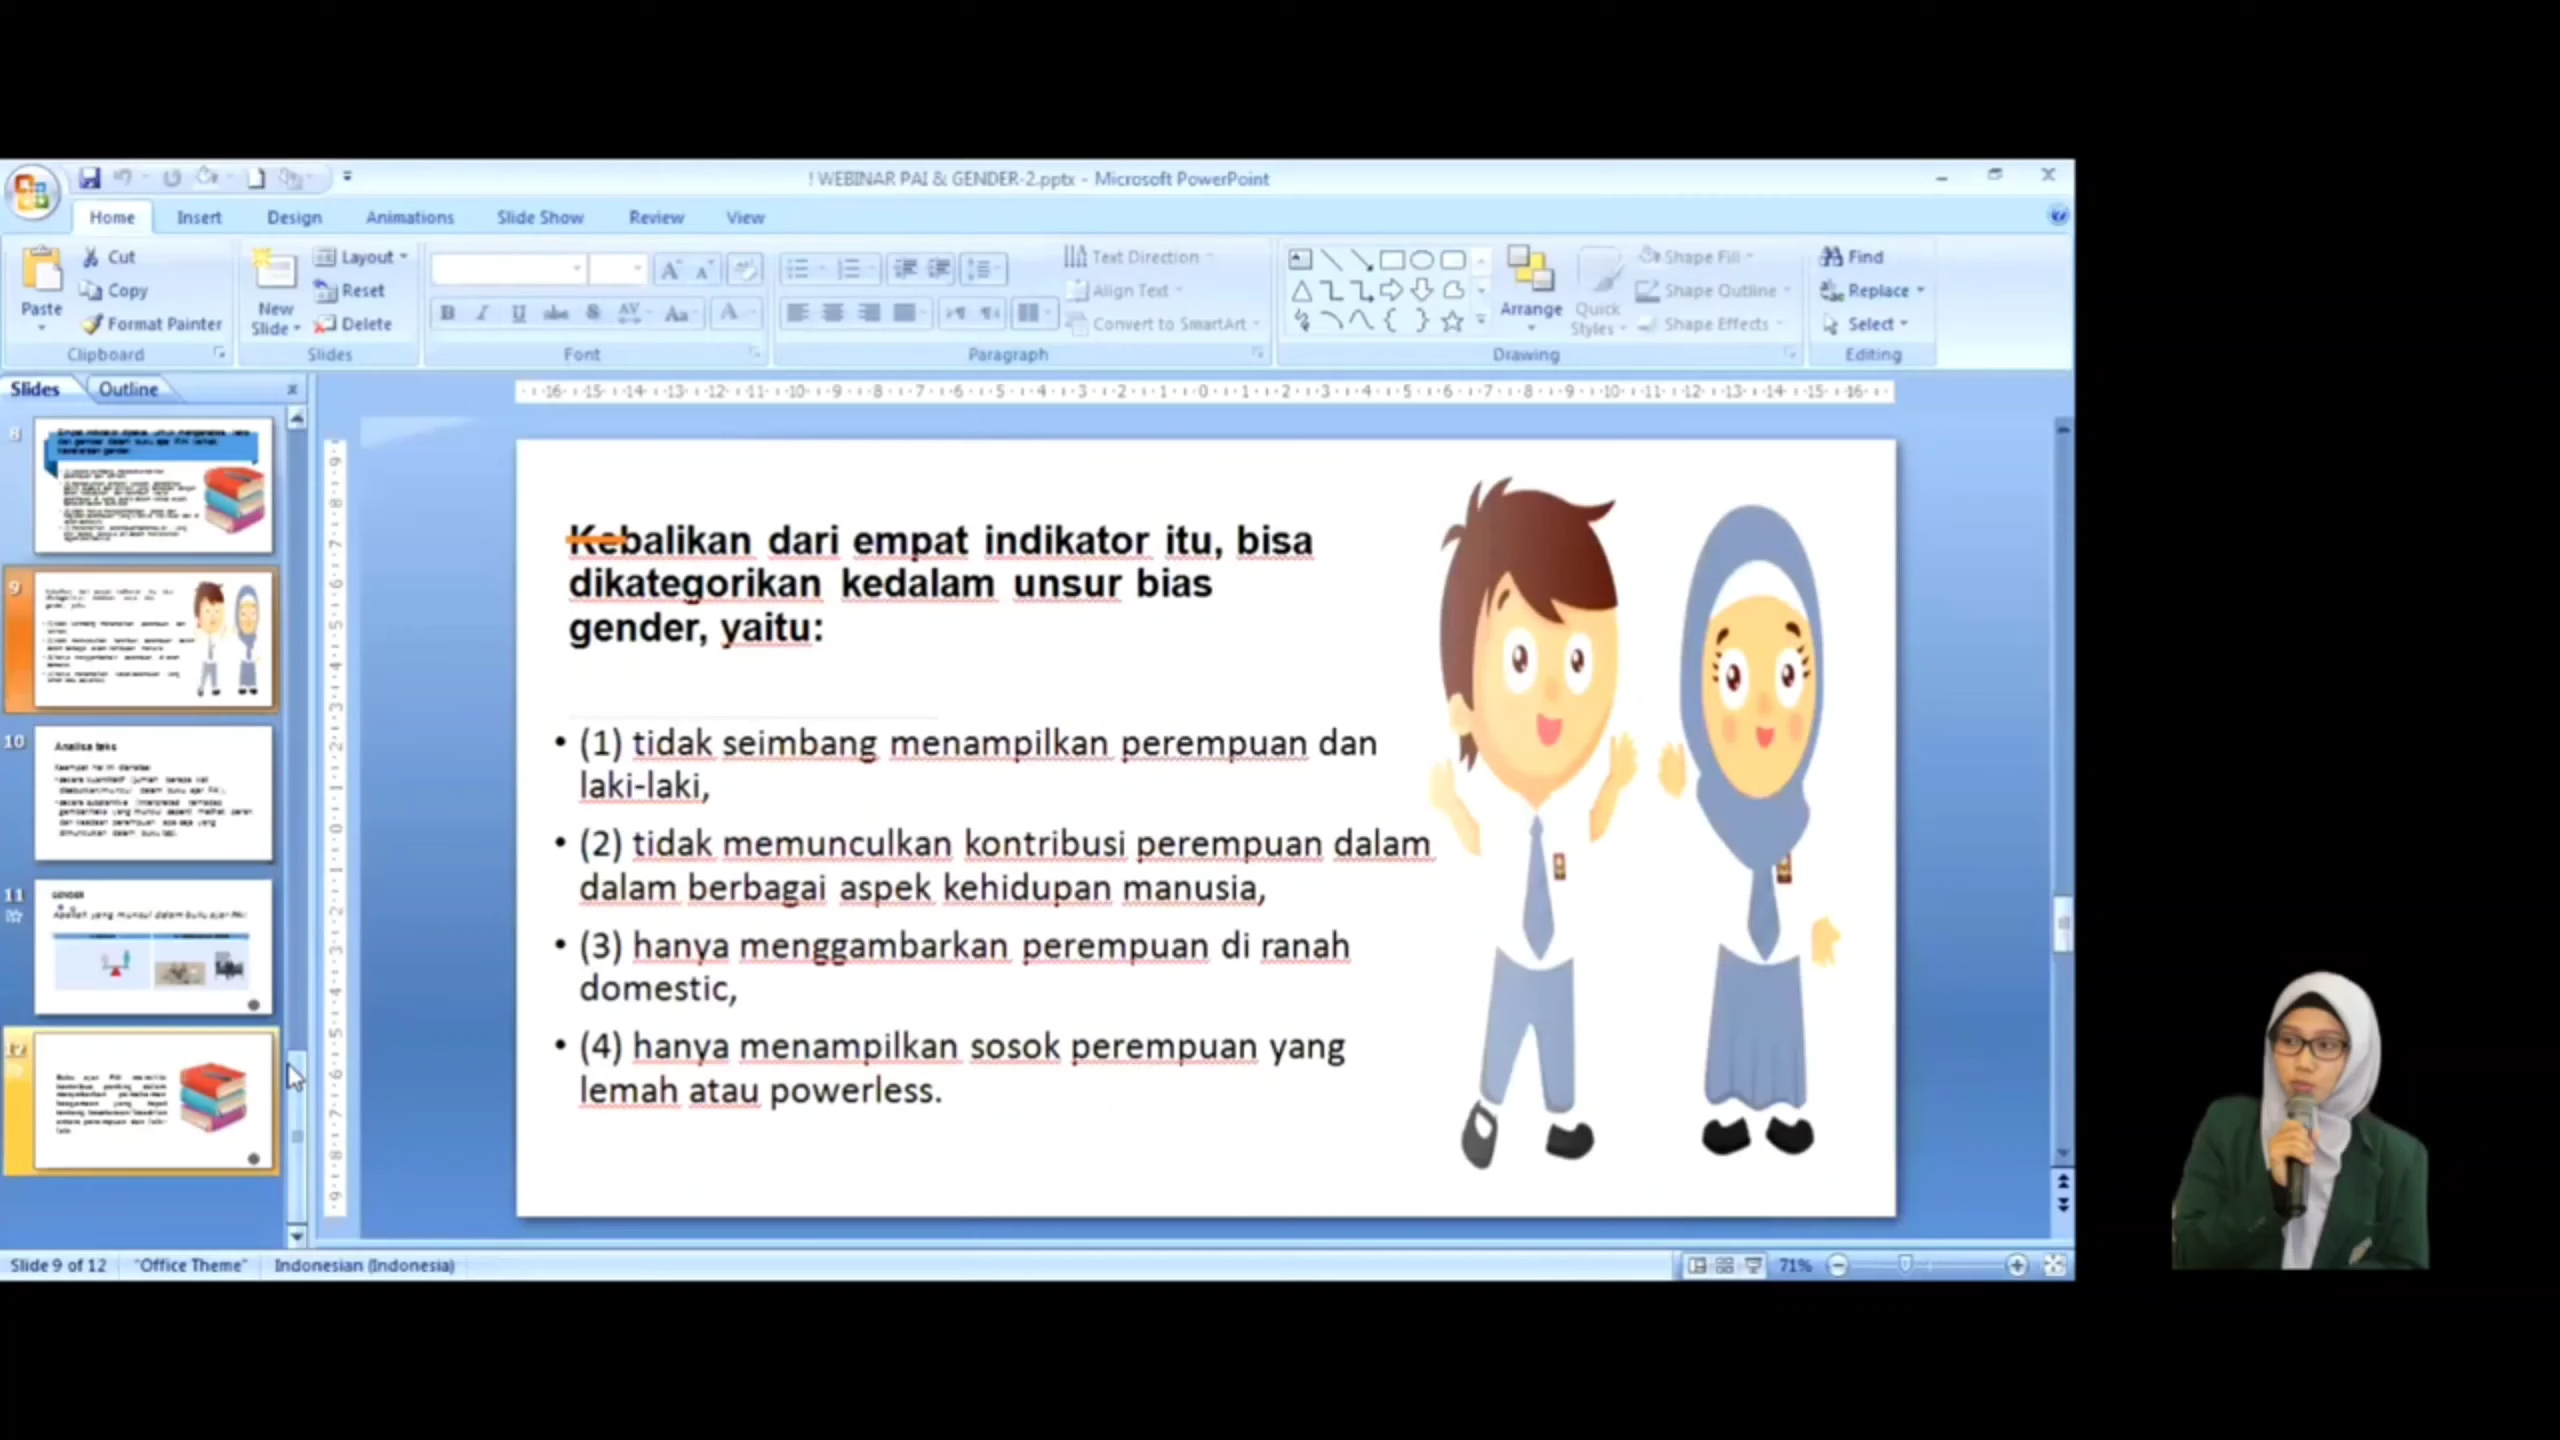 ! WEBINAR PAI & GENDER-2.pptx - Microsoft PowerPoint
Home Insert Design Animations Slide Show Review View
Paste
Cut
Copy
Format Painter
Clipboard
New
Slide
Layout
Reset
Delete
Slides
Font
Text Direction
Align Text
Convert to SmartArt
Paragraph
Arrange
Quick
Styles
Shape Fill
Shape Outline
Shape Effects
Drawing
Find
Replace
Select
Editing
Slides Outline
8
9
10
Analisa teks
11
GENDER
12
Kebalikan dari empat indikator itu, bisa
dikategorikan kedalam unsur bias
gender, yaitu:
• (1) tidak seimbang menampilkan perempuan dan
laki-laki,
• (2) tidak memunculkan kontribusi perempuan dalam
dalam berbagai aspek kehidupan manusia,
• (3) hanya menggambarkan perempuan di ranah
domestic,
• (4) hanya menampilkan sosok perempuan yang
lemah atau powerless.
Slide 9 of 12 "Office Theme" Indonesian (Indonesia) 71%